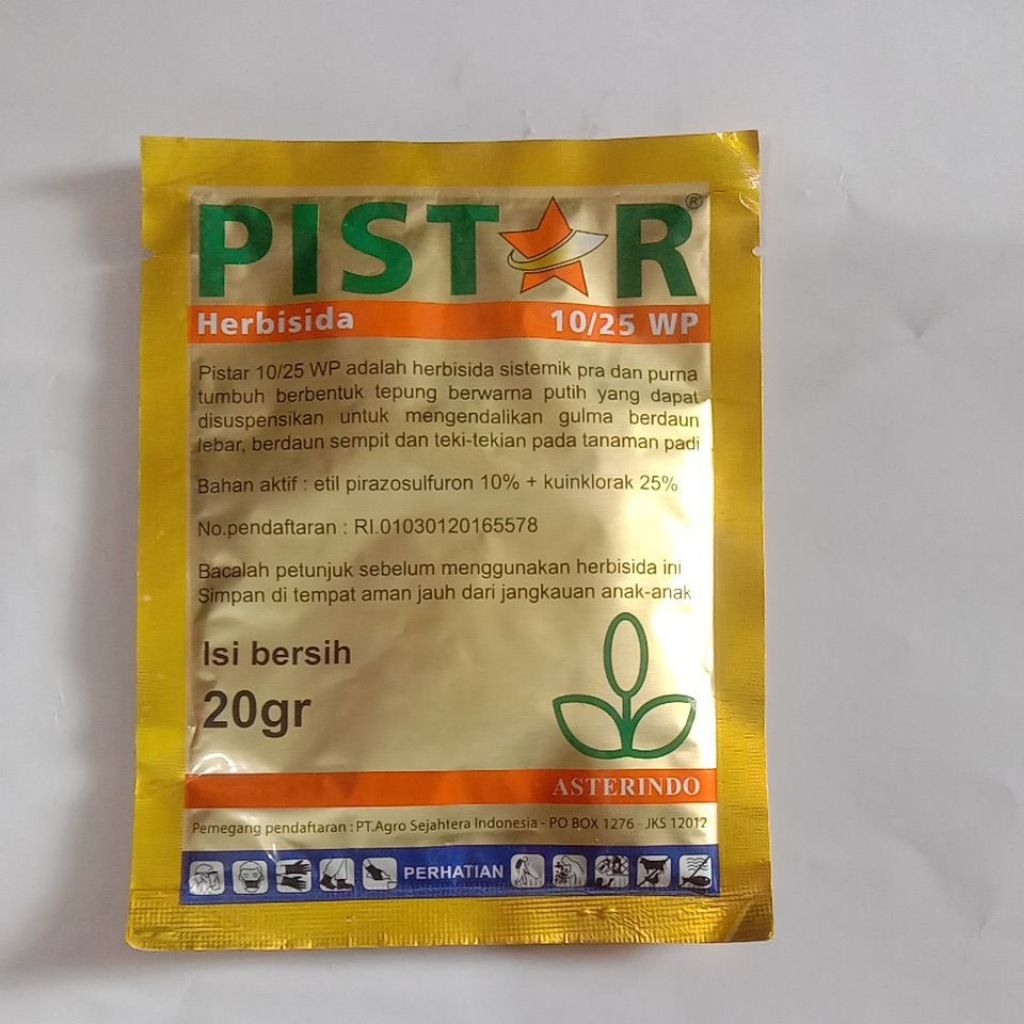 PISTAR®
Herbisida 10/25 WP
Pistar 10/25 WP adalah herbisida sistemik pra dan purna
tumbuh berbentuk tepung berwarna putih yang dapat
disuspensikan untuk mengendalikan gulma berdaun
lebar, berdaun sempit dan teki-tekian pada tanaman padi
Bahan aktif : etil pirazosulfuron 10% + kuinklorak 25%
No.pendaftaran : RI.01030120165578
Bacalah petunjuk sebelum menggunakan herbisida ini
Simpan di tempat aman jauh dari jangkauan anak-anak
Isi bersih
20gr
ASTERINDO
Pemegang pendaftaran : PT.Agro Sejahtera Indonesia - PO BOX 1276 - JKS 12012
PERHATIAN